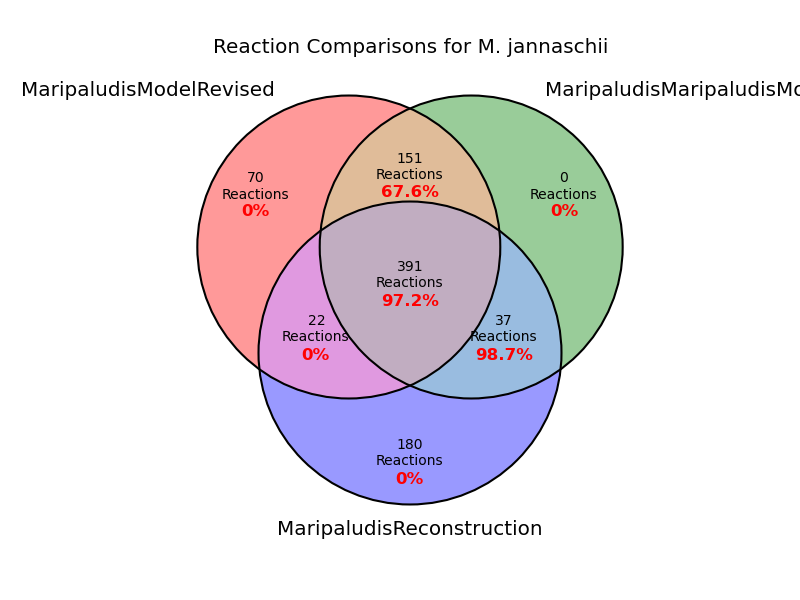 Reaction Comparisons for M. jannaschii
MaripaludisModelRevised
MaripaludisMaripaludisMo
151
Reactions
67.6%
70
Reactions
0%
0
Reactions
0%
391
Reactions
97.2%
22
Reactions
0%
37
Reactions
98.7%
180
Reactions
0%
MaripaludisReconstruction